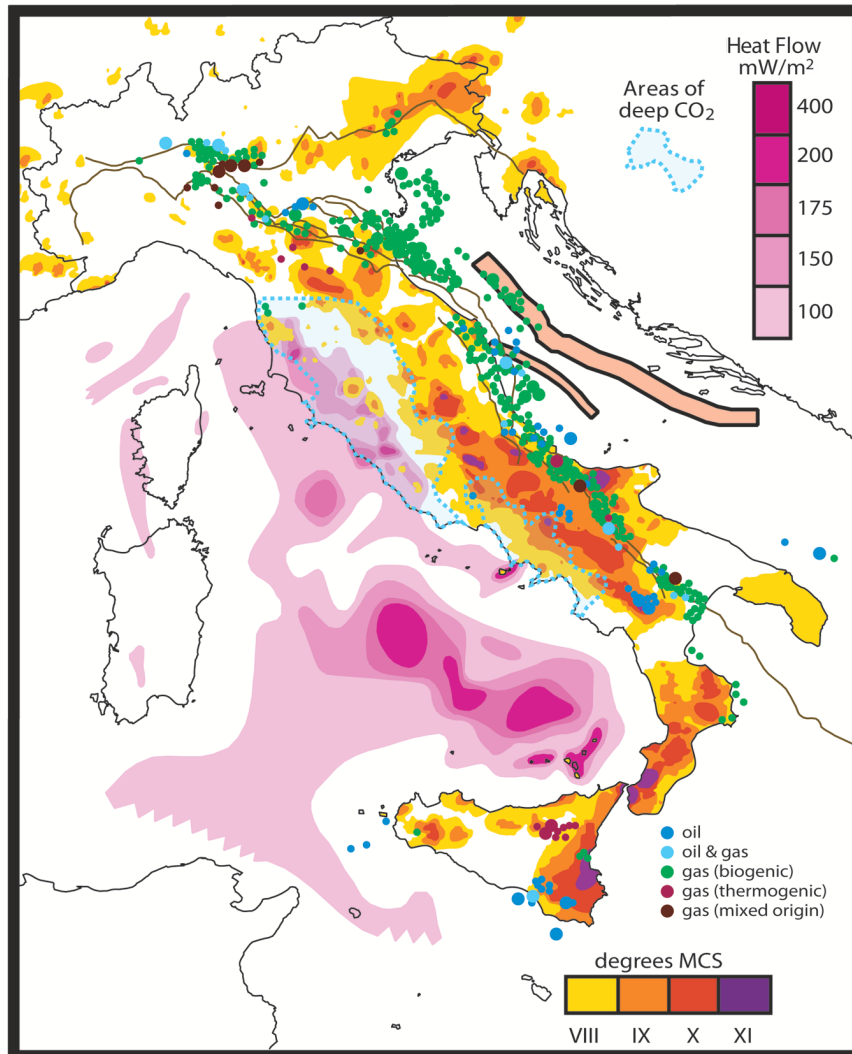 Heat Flow
mW/m²
Areas of
deep CO₂
400
200
175
150
100
oil
oil & gas
gas (biogenic)
gas (thermogenic)
gas (mixed origin)
degrees MCS
VIII IX X XI